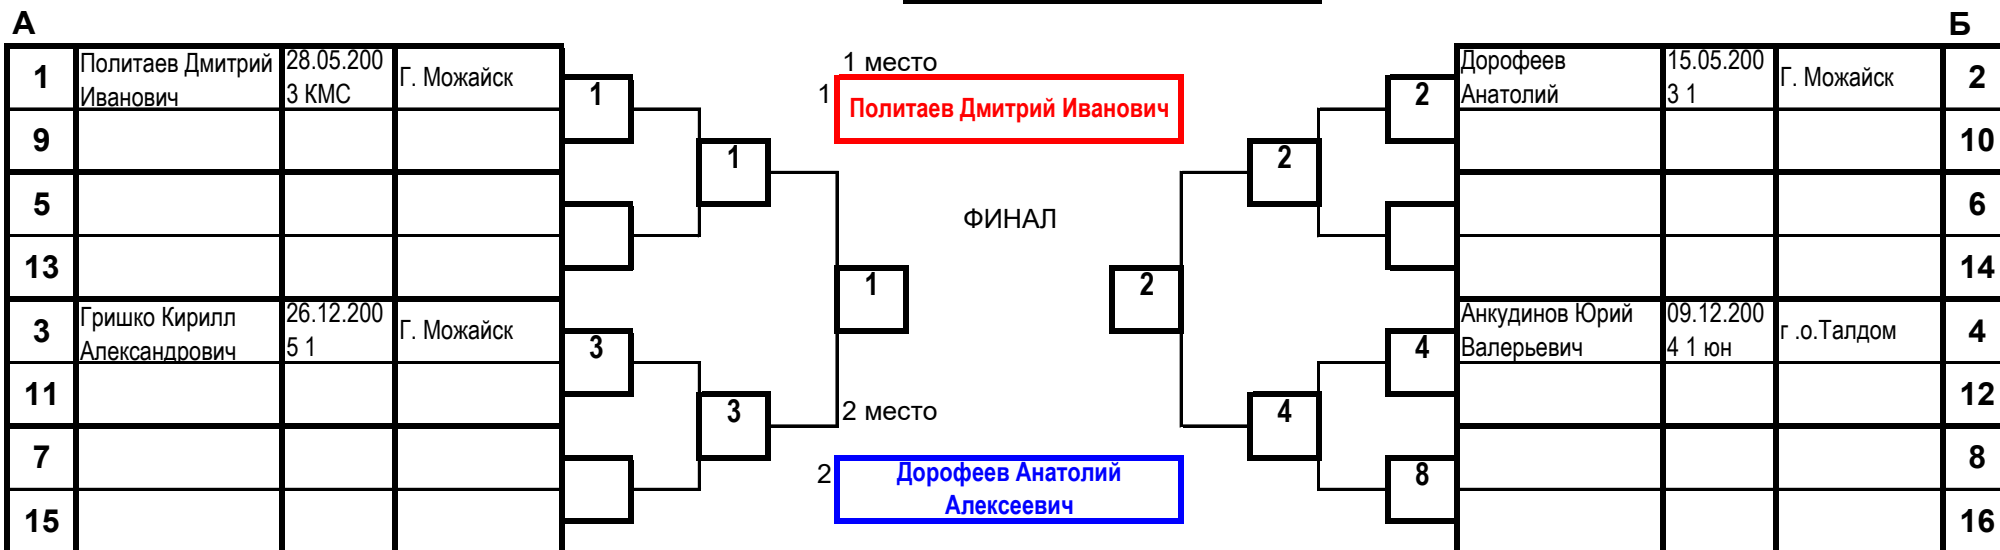 А
Б
1
Политаев Дмитрий
Иванович
28.05.200
3 КМС
Г. Можайск
9
5
13
3
Гришко Кирилл
Александрович
26.12.200
5 1
Г. Можайск
11
7
15
1
3
1
3
1
1 место
1
Политаев Дмитрий Иванович
ФИНАЛ
2 место
2
Дорофеев Анатолий
Алексеевич
2
2
4
2
4
8
Дорофеев
Анатолий
15.05.200
3 1
Г. Можайск
2
10
6
14
Анкудинов Юрий
Валерьевич
09.12.200
4 1 юн
г .о.Талдом
4
12
8
16